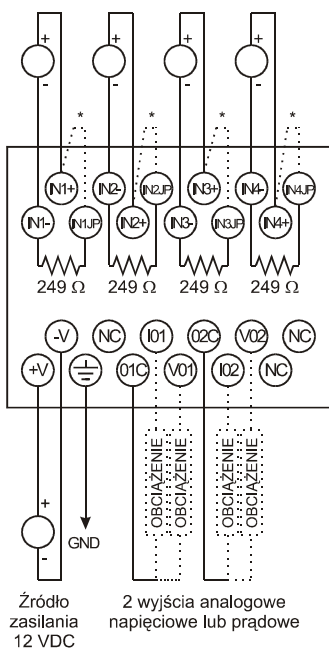 + + + +
- - - -
* * * *
IN1+ IN2- IN2JP IN3+ IN4- IN4JP
IN1- IN1JP IN2+ IN3- IN3JP IN4+
249 Ω 249 Ω 249 Ω 249 Ω
-V NC I01 02C V02 NC
+V 01C V01 I02 NC
OBCIĄŻENIE OBCIĄŻENIE OBCIĄŻENIE OBCIĄŻENIE
+
-
GND
Źródło
zasilania
12 VDC
2 wyjścia analogowe
napięciowe lub prądowe